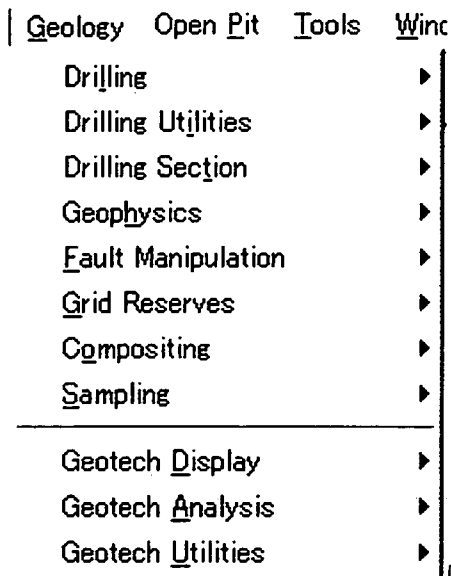 Geology Open Pit Tools Winc
Drilling
Drilling Utilities
Drilling Section
Geophysics
Fault Manipulation
Grid Reserves
Compositing
Sampling
Geotech Display
Geotech Analysis
Geotech Utilities